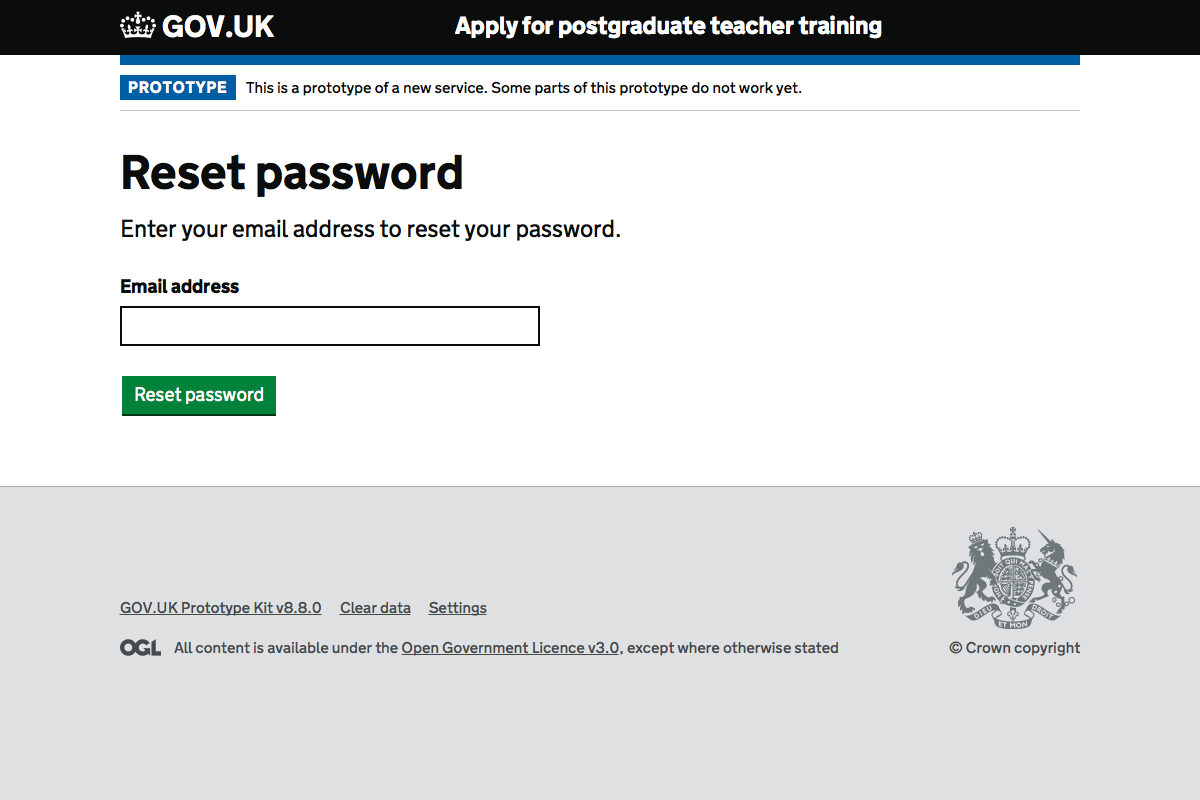 GOV.UK
Apply for postgraduate teacher training
PROTOTYPE This is a prototype of a new service. Some parts of this prototype do not work yet.
Reset password
Enter your email address to reset your password.
Email address
Reset password
GOV.UK Prototype Kit v8.8.0 Clear data Settings
DIEU ET MON DROIT
OGL All content is available under the Open Government Licence v3.0, except where otherwise stated
© Crown copyright